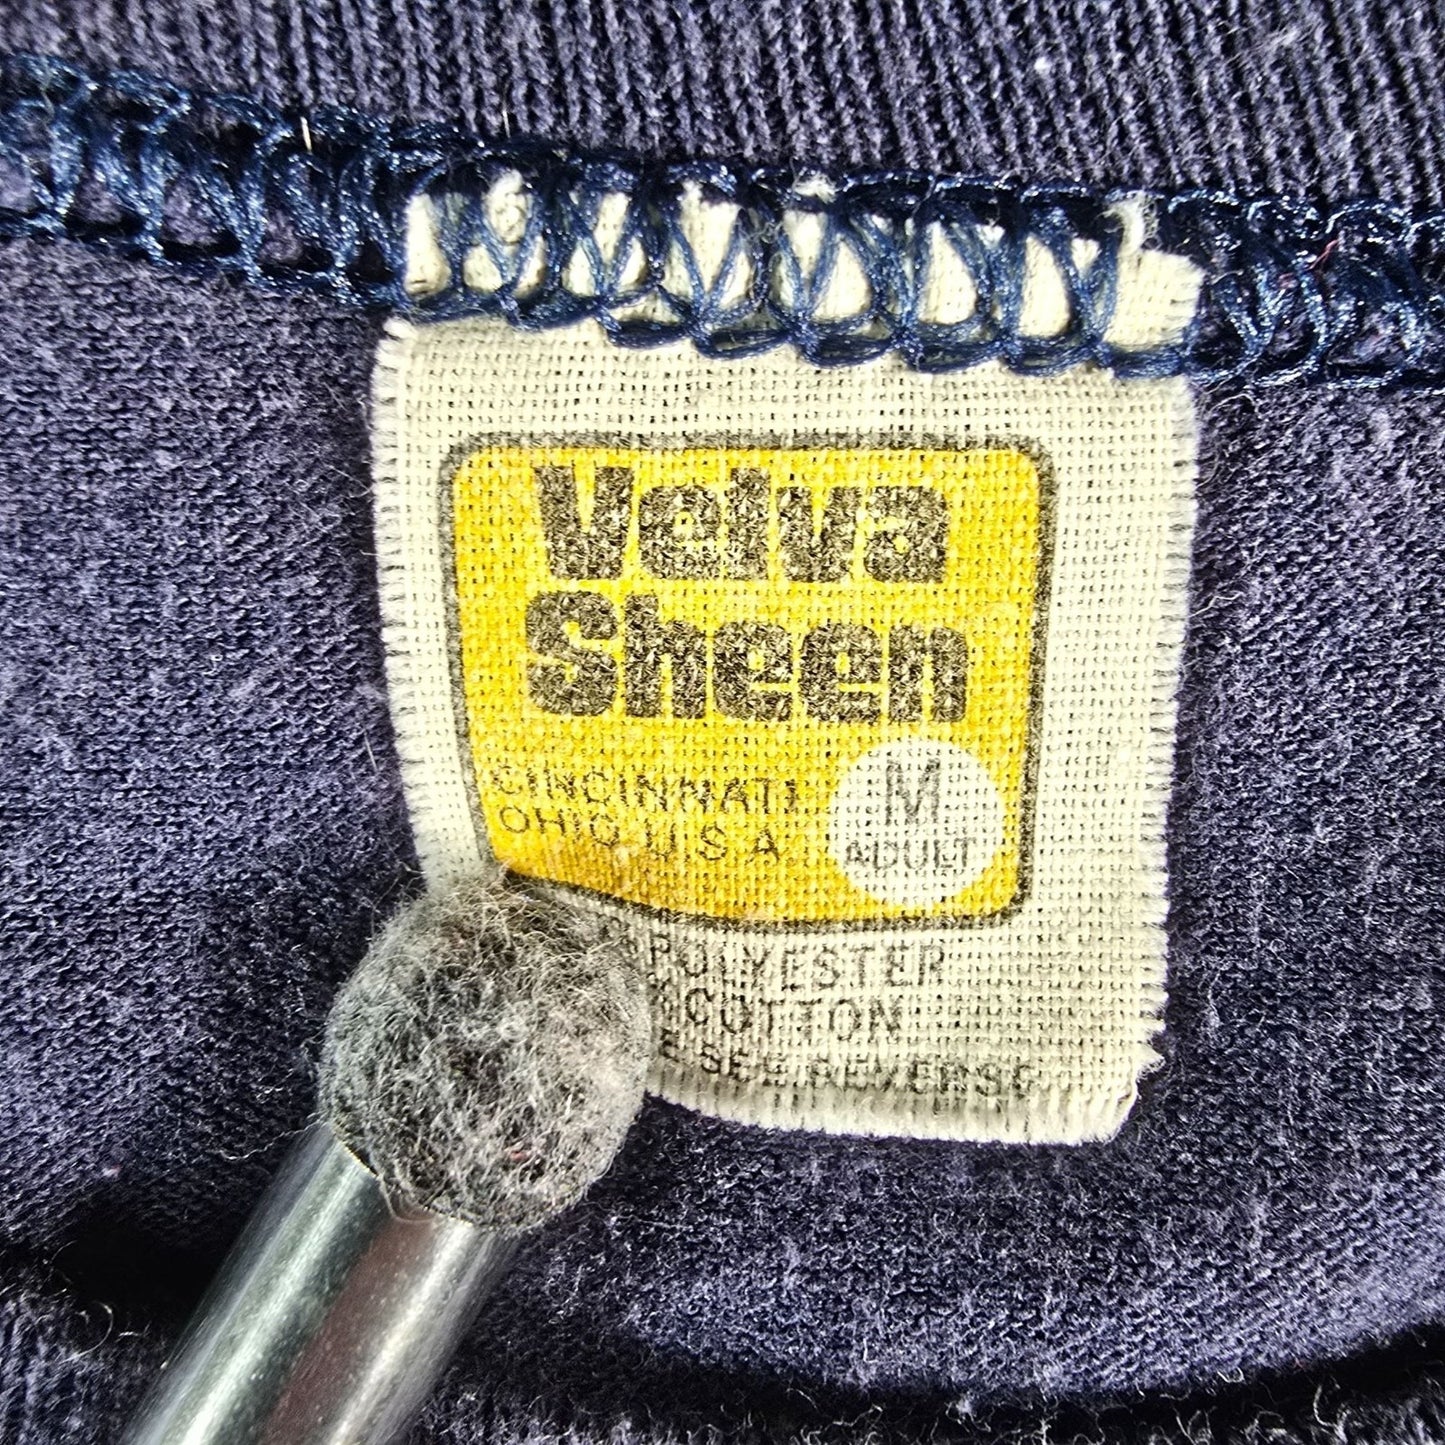 Velva
Sheen
CINCINNATI
OHIO U.S.A.
M
ADULT
POLYESTER
COTTON
SEE REVERSE